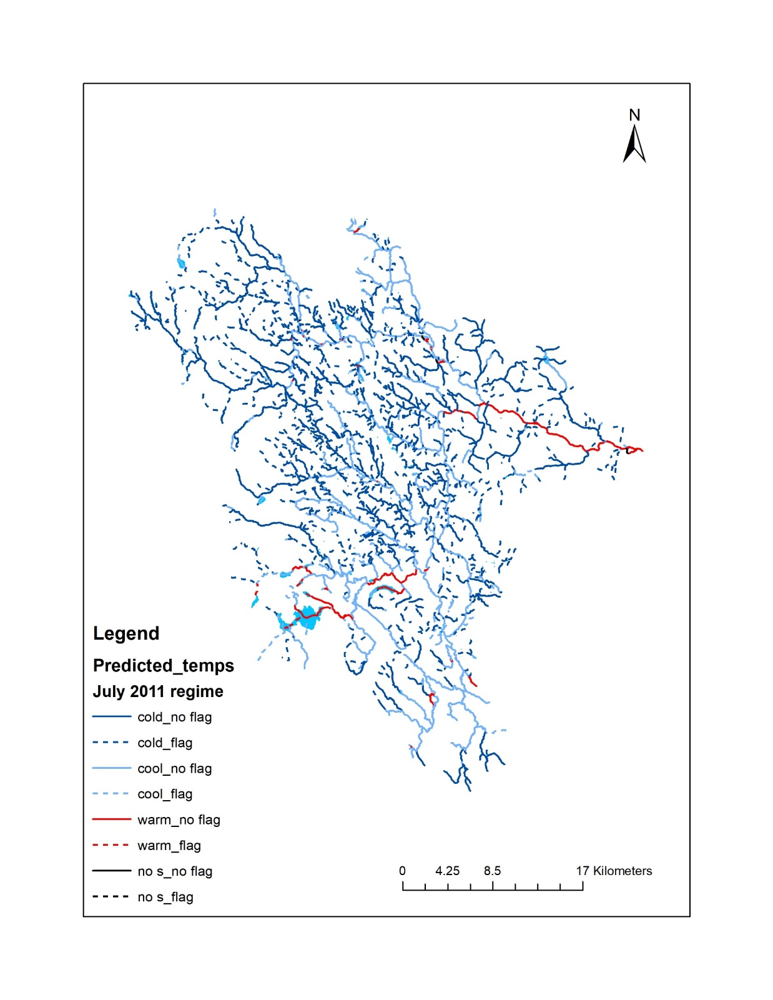 N
Legend
Predicted_temps
July 2011 regime
cold_no flag
cold_flag
cool_no flag
cool_flag
warm_no flag
warm_flag
no s_no flag
no s_flag
0 4.25 8.5 17 Kilometers